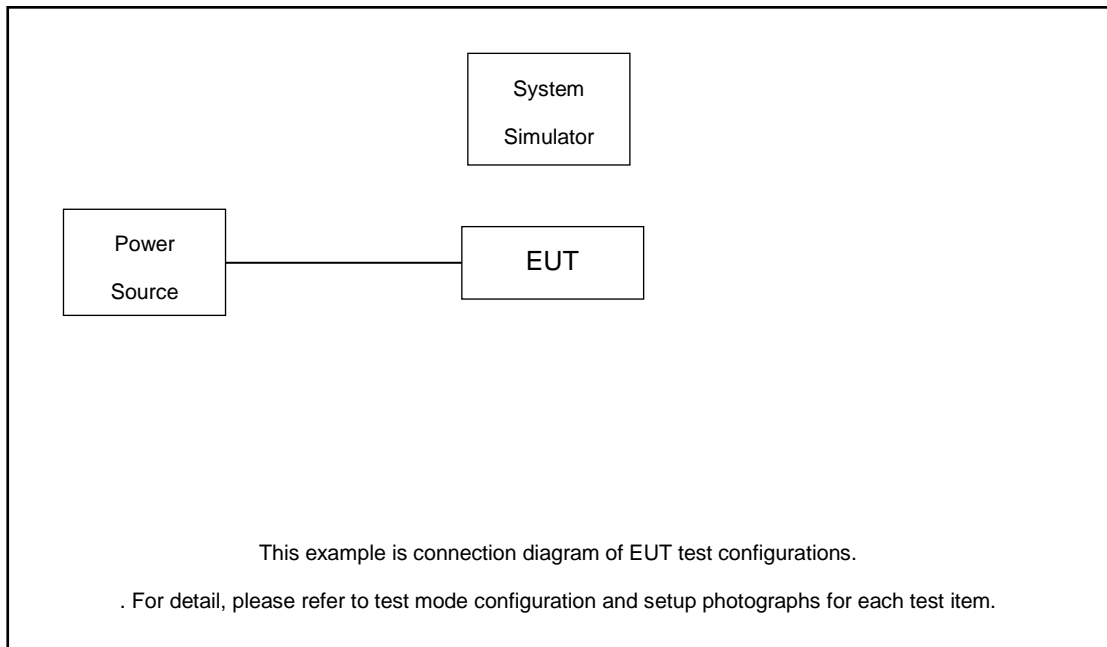 System
Simulator
Power
Source
EUT
This example is connection diagram of EUT test configurations.
. For detail, please refer to test mode configuration and setup photographs for each test item.